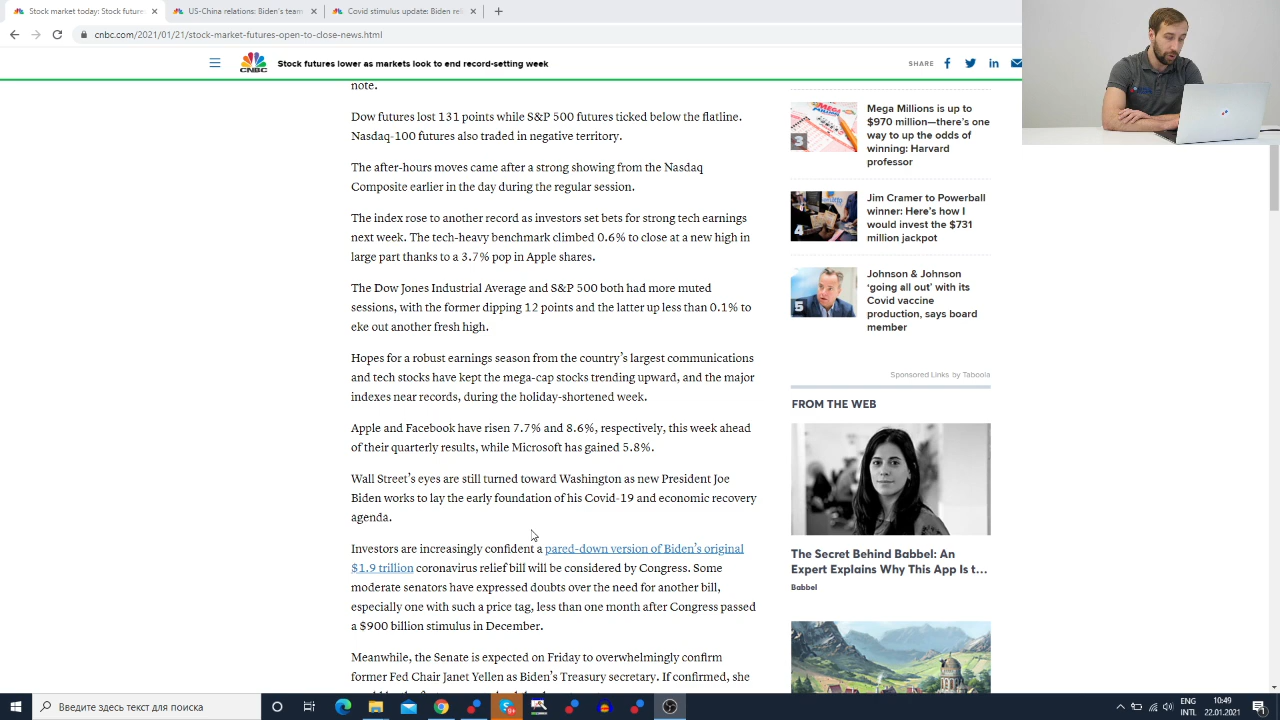 Stock futures: Dow, Stock Future
US-China relations: Biden's team
Covid stimulus update: Biden rel
cnbc.com/2021/01/21/stock-market-futures-open-to-close-news.html
CNBC
Stock futures lower as markets look to end record-setting week
SHARE
note.
Dow futures lost 131 points while S&P 500 futures ticked below the flatline.
Nasdaq-100 futures also traded in negative territory.
The after-hours moves came after a strong showing from the Nasdaq
Composite earlier in the day during the regular session.
The index rose to another record as investors set bets for strong tech earnings
next week. The tech-heavy benchmark climbed 0.6% to close at a new high in
large part thanks to a 3.7% pop in Apple shares.
The Dow Jones Industrial Average and S&P 500 both had more muted
sessions, with the former dipping 12 points and the latter up less than 0.1% to
eke out another fresh high.
Hopes for a robust earnings season from the country's largest communications
and tech stocks have kept the mega-cap stocks trending upward, and the major
indexes near records, during the holiday-shortened week.
Apple and Facebook have risen 7.7% and 8.6%, respectively, this week ahead
of their quarterly results, while Microsoft has gained 5.8%.
Wall Street's eyes are still turned toward Washington as new President Joe
Biden works to lay the early foundation of his Covid-19 and economic recovery
agenda.
Investors are increasingly confident a pared-down version of Biden's original
$1.9 trillion coronavirus relief bill will be considered by Congress. Some
moderate senators have expressed doubts about the need for another bill,
especially one with such a price tag, less than one month after Congress passed
a $900 billion stimulus in December.
Meanwhile, the Senate is expected on Friday to overwhelmingly confirm
former Fed Chair Janet Yellen as Biden's Treasury secretary. If confirmed, she
3
Mega Millions is up to
$970 million—there's one
way to up the odds of
winning: Harvard
professor
4
Jim Cramer to Powerball
winner: Here's how I
would invest the $731
million jackpot
5
Johnson & Johnson
‘going all out’ with its
Covid vaccine
production, says board
member
Sponsored Links by Taboola
FROM THE WEB
The Secret Behind Babbel: An
Expert Explains Why This App Is t...
Babbel
Введите здесь текст для поиска
ENG
INTL
10:49
22.01.2021